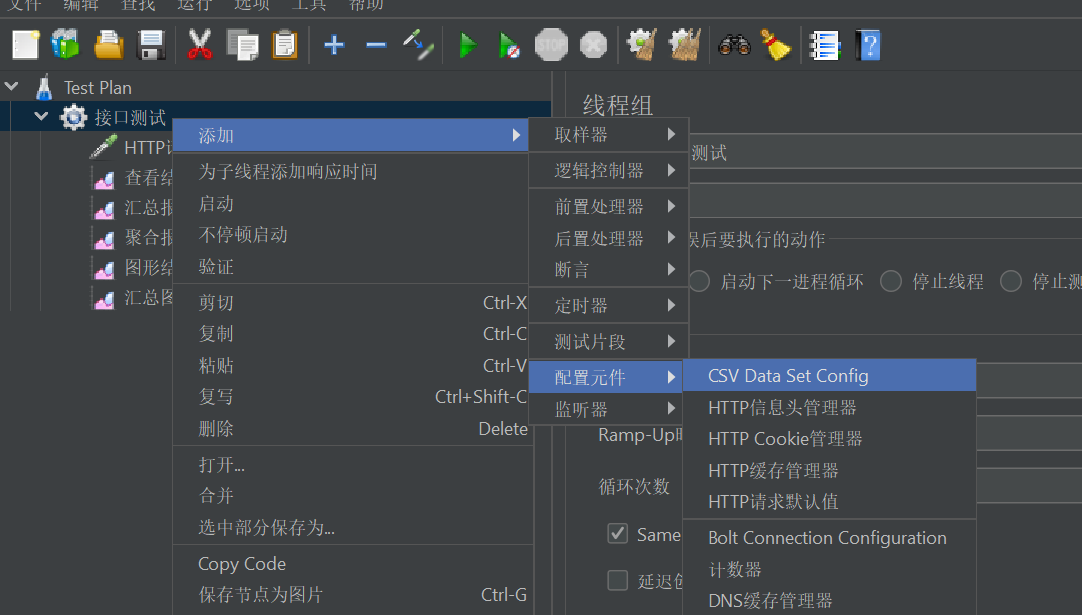 文件 编辑 查找 运行 选项 工具 帮助
STOP
Test Plan
接口测试
HTTP
查看结
汇总报
聚合报
图形结
汇总图
添加
为子线程添加响应时间
启动
不停顿启动
验证
剪切 Ctrl-X
复制 Ctrl-C
粘贴 Ctrl-V
复写 Ctrl+Shift-C
删除 Delete
打开...
合并
选中部分保存为...
Copy Code
保存节点为图片 Ctrl-G
取样器
逻辑控制器
前置处理器
后置处理器
断言
定时器
测试片段
配置元件
监听器
CSV Data Set Config
HTTP信息头管理器
HTTP Cookie管理器
HTTP缓存管理器
HTTP请求默认值
Bolt Connection Configuration
计数器
DNS缓存管理器
线程组
测试
误后要执行的动作
启动下一进程循环 停止线程 停止测
Ramp-Up
循环次数
Same
延迟创